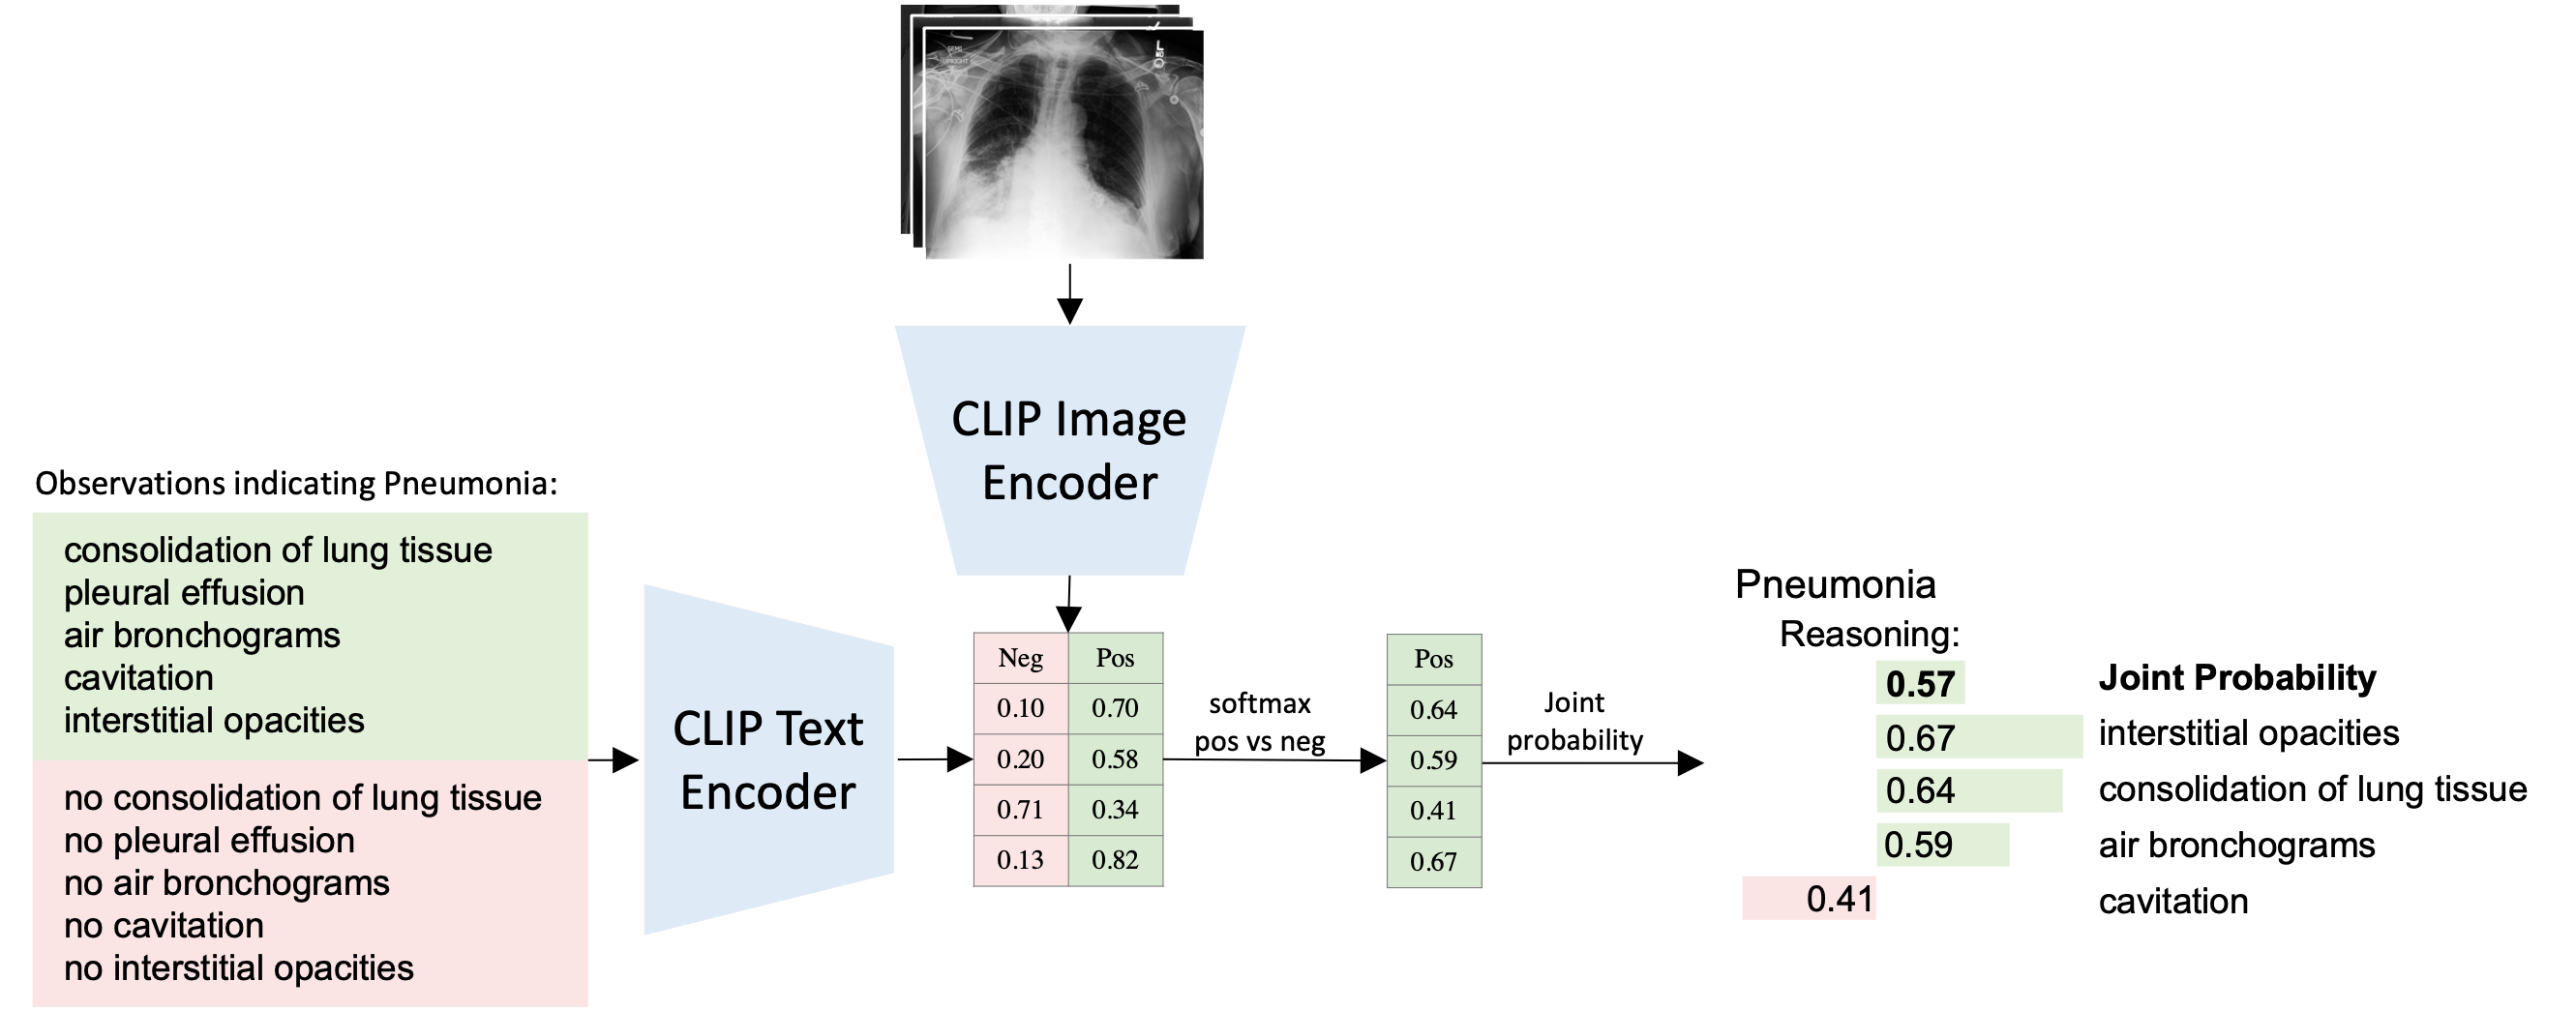 SEMI
UPRIGHT
CLIP Image
Encoder
Observations indicating Pneumonia:
consolidation of lung tissue
pleural effusion
air bronchograms
cavitation
interstitial opacities
no consolidation of lung tissue
no pleural effusion
no air bronchograms
no cavitation
no interstitial opacities
CLIP Text
Encoder
Neg Pos
0.10 0.70
0.20 0.58
0.71 0.34
0.13 0.82
softmax
pos vs neg
Pos
0.64
0.59
0.41
0.67
Joint
probability
Pneumonia
Reasoning:
0.57 Joint Probability
0.67 interstitial opacities
0.64 consolidation of lung tissue
0.59 air bronchograms
0.41 cavitation